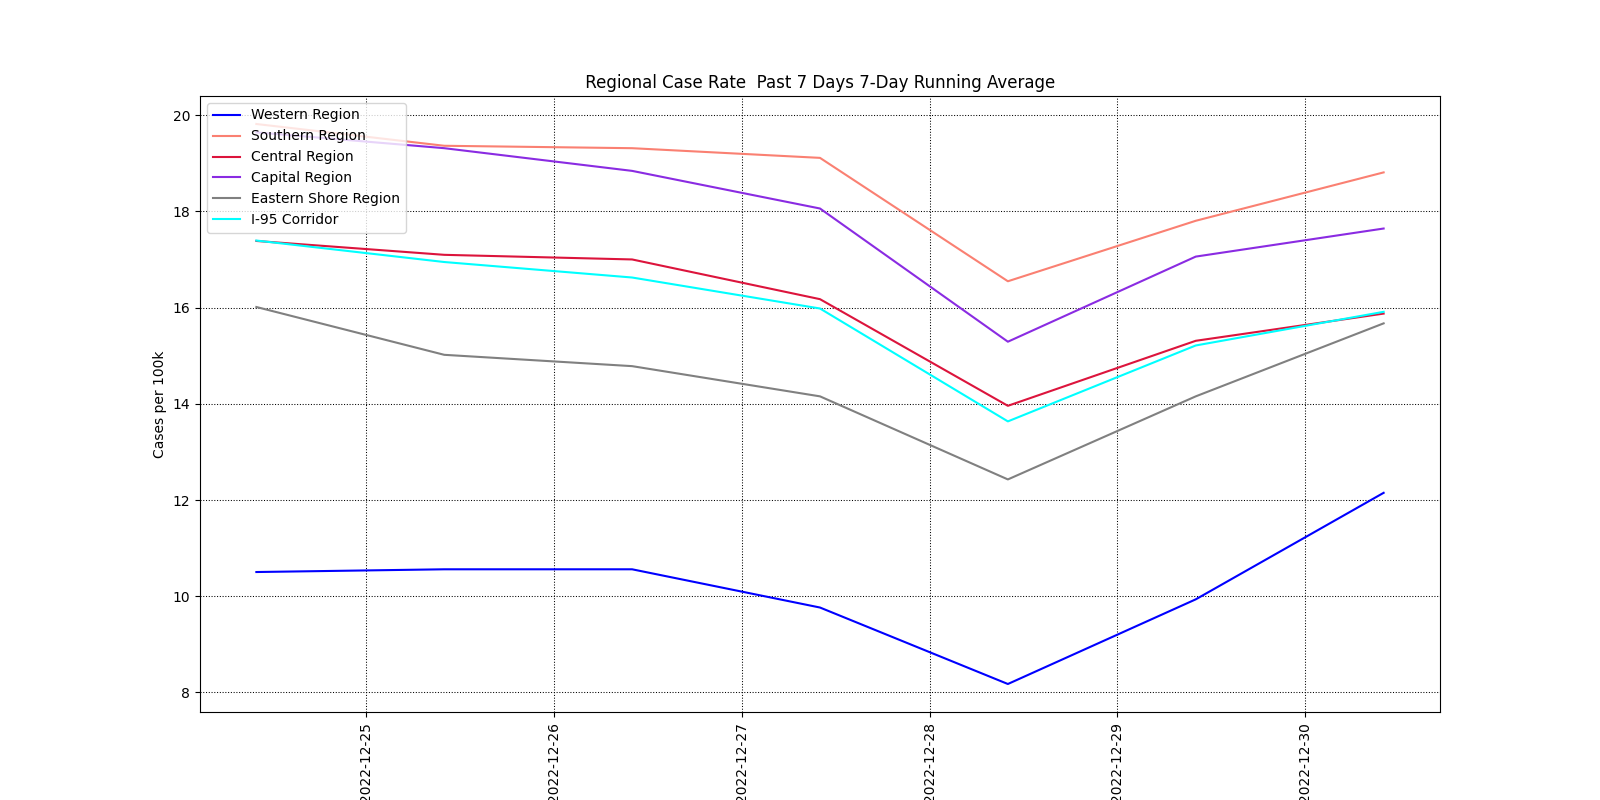 Regional Case Rate  Past 7 Days 7-Day Running Average
Western Region
Southern Region
Central Region
Capital Region
Eastern Shore Region
I-95 Corridor
Cases per 100k
20
18
16
14
12
10
8
2022-12-25
2022-12-26
2022-12-27
2022-12-28
2022-12-29
2022-12-30